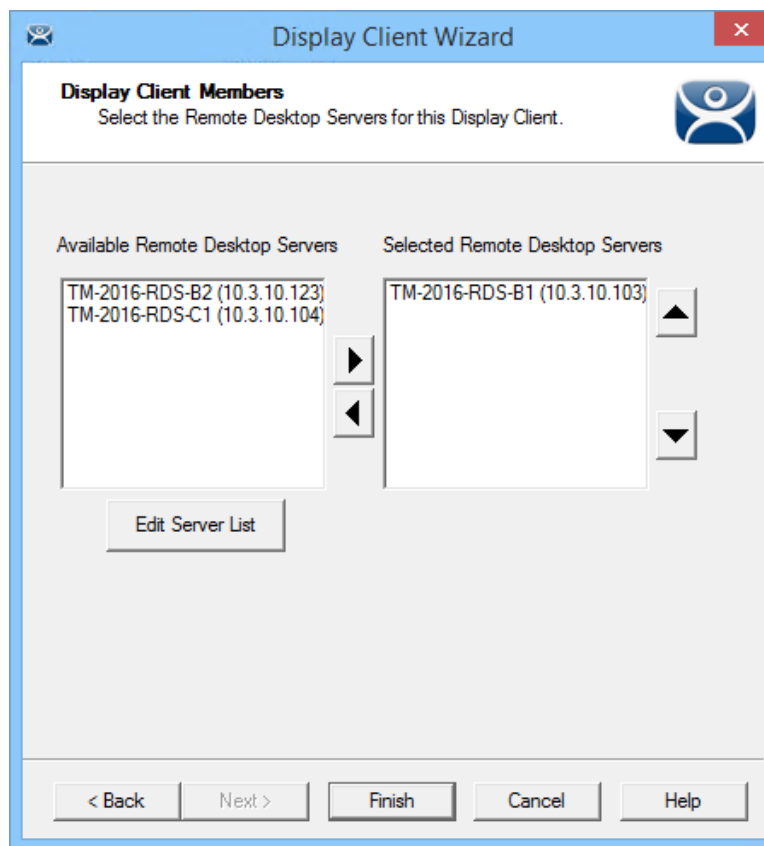 Display Client Wizard
Display Client Members
Select the Remote Desktop Servers for this Display Client.
Available Remote Desktop Servers
Selected Remote Desktop Servers
TM-2016-RDS-B2 (10.3.10.123)
TM-2016-RDS-C1 (10.3.10.104)
TM-2016-RDS-B1 (10.3.10.103)
Edit Server List
< Back
Next >
Finish
Cancel
Help